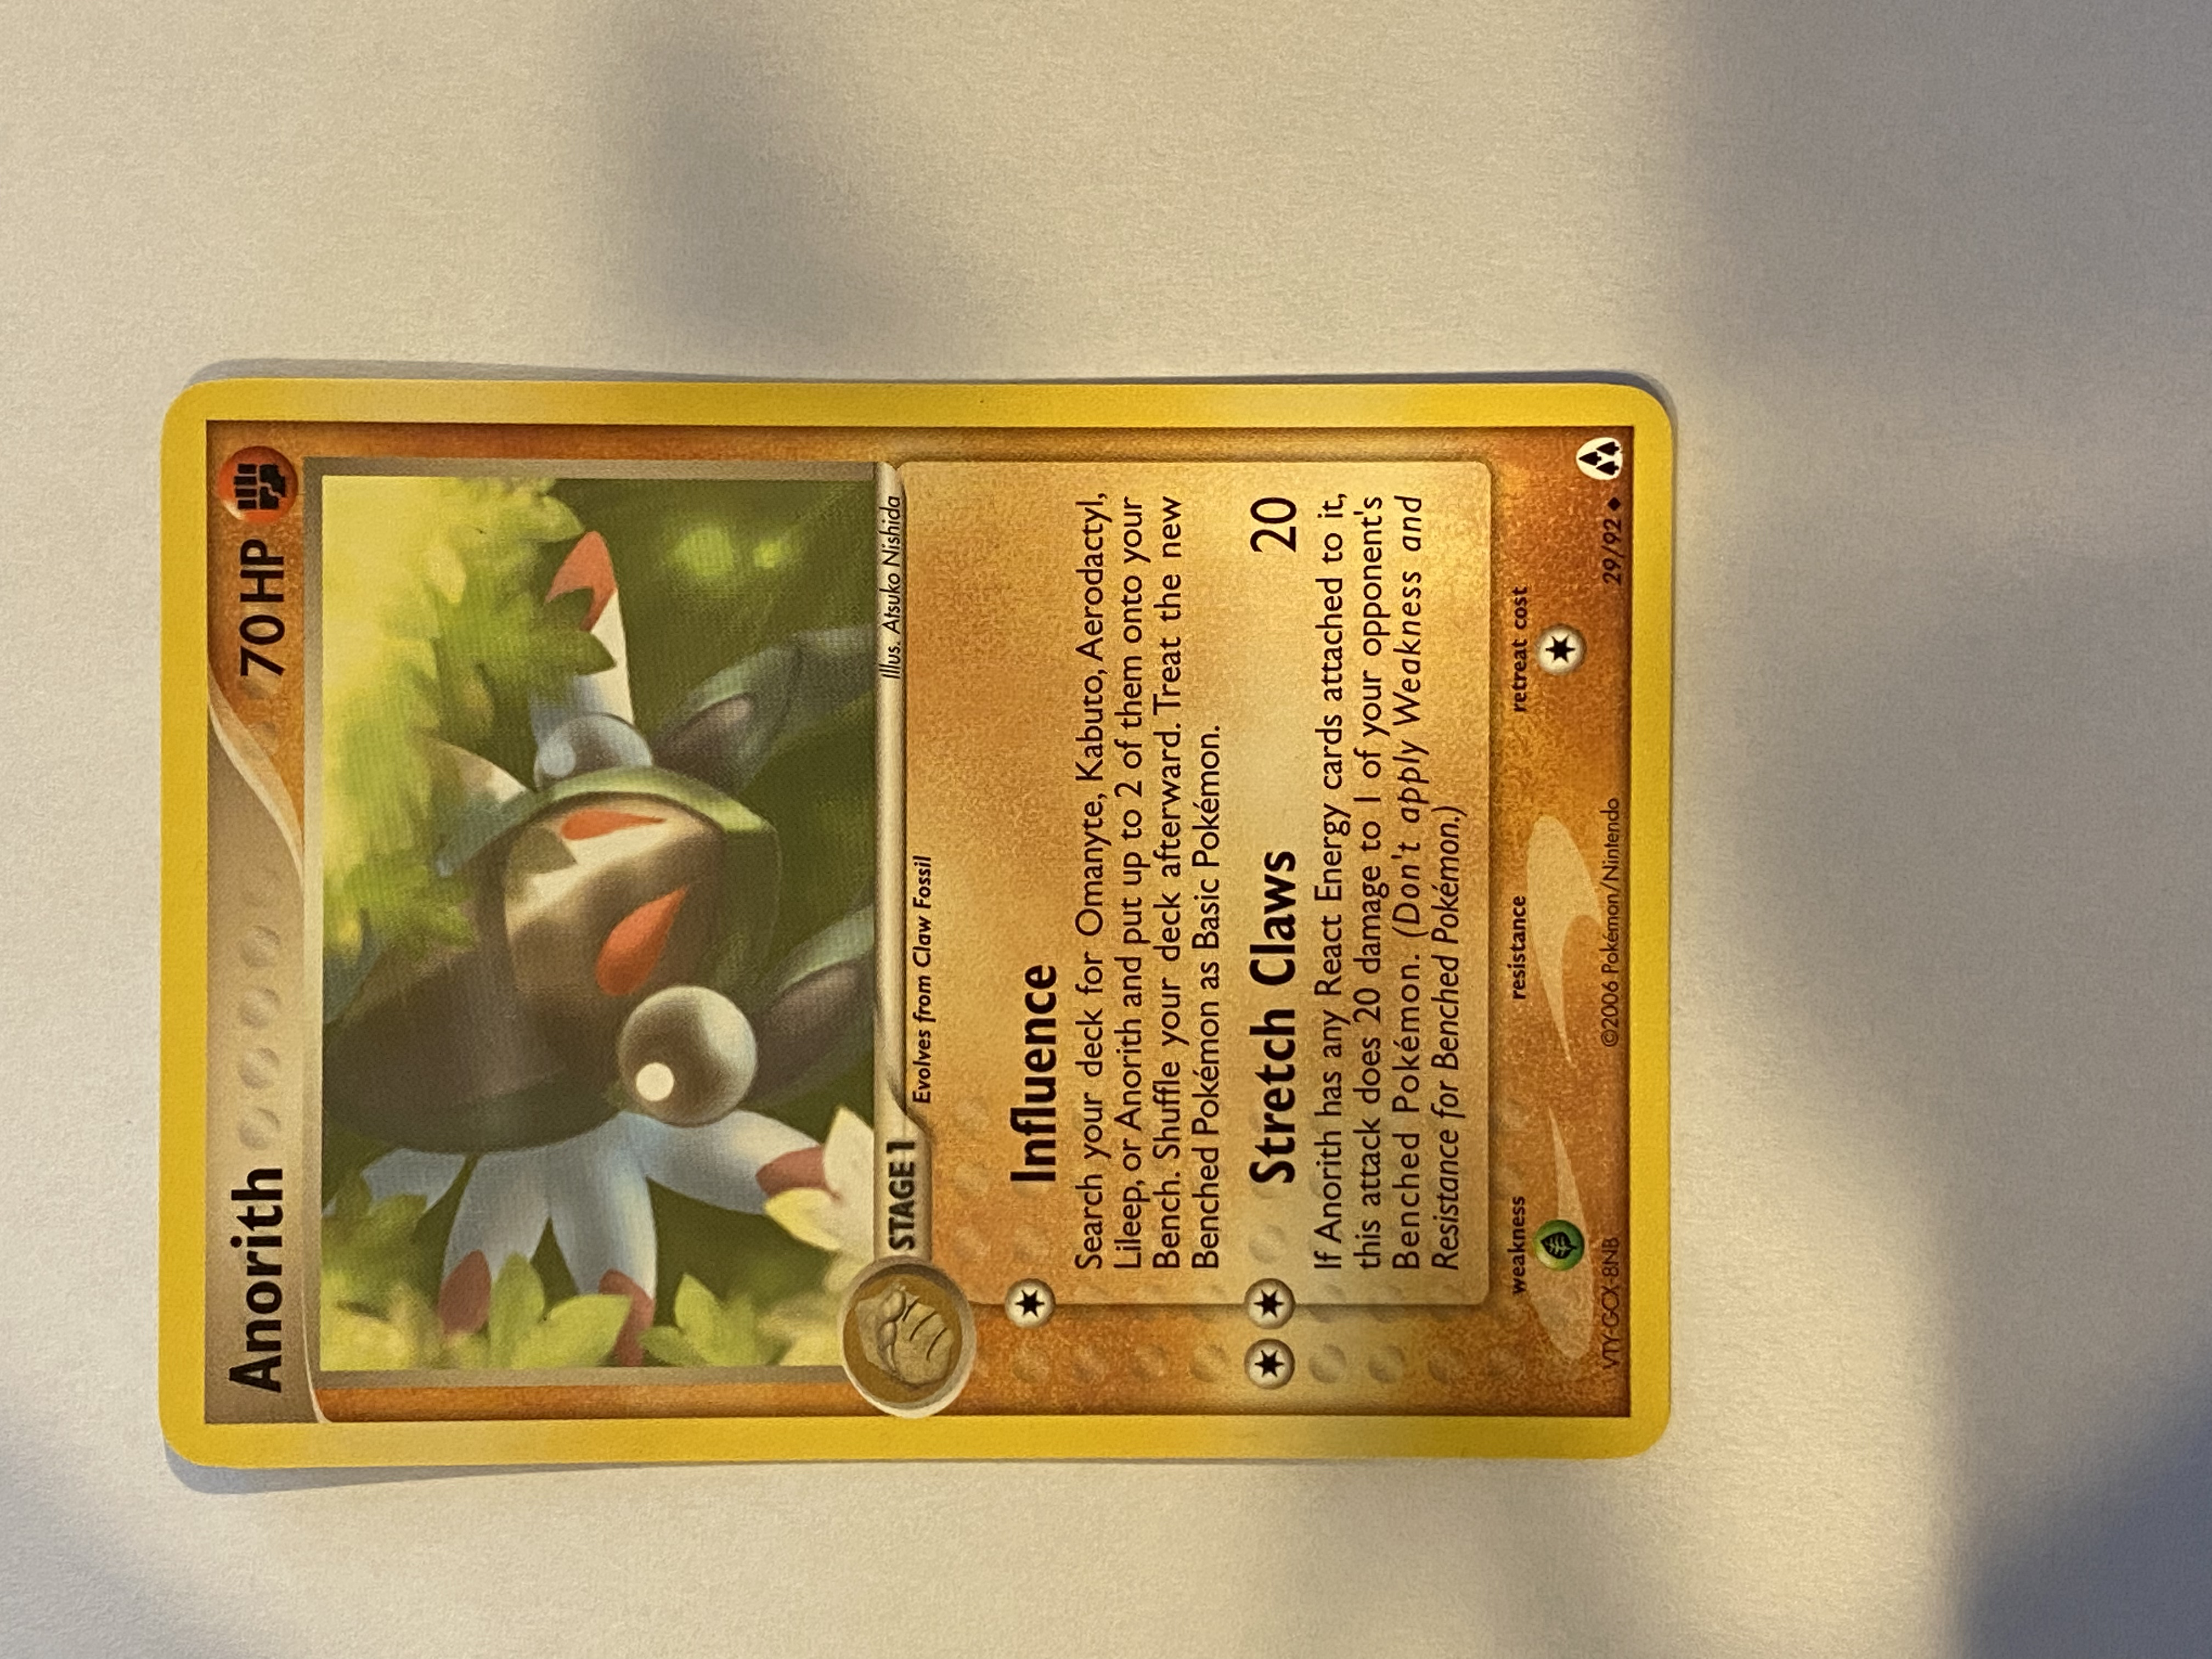 Anorith
70 HP
Illus. Atsuko Nishida
STAGE 1
Evolves from Claw Fossil
Influence
Search your deck for Omanyte, Kabuto, Aerodactyl,
Lileep, or Anorith and put up to 2 of them onto your
Bench. Shuffle your deck afterward. Treat the new
Benched Pokémon as Basic Pokémon.
Stretch Claws 20
If Anorith has any React Energy cards attached to it,
this attack does 20 damage to 1 of your opponent's
Benched Pokémon. (Don't apply Weakness and
Resistance for Benched Pokémon.)
weakness resistance retreat cost
VTY-GCX-8NB ©2006 Pokémon/Nintendo 29/92